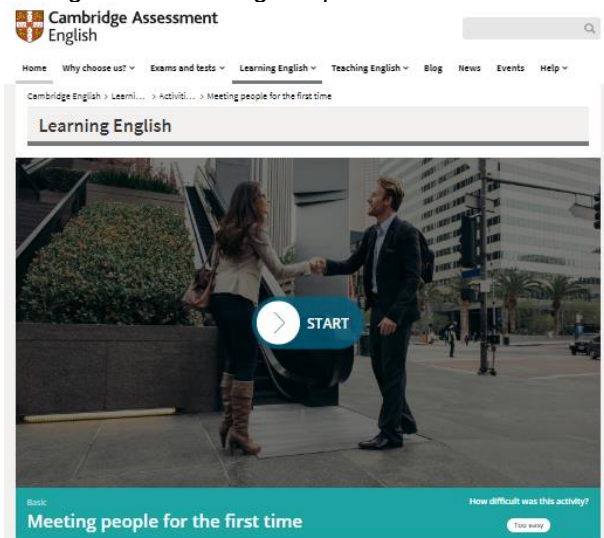 Cambridge Assessment
English
Home Why choose us? Exams and tests Learning English Teaching English Blog News Events Help
Cambridge English > Learni... > Activiti... > Meeting people for the first time
Learning English
START
Basic
How difficult was this activity?
Meeting people for the first time
Too easy